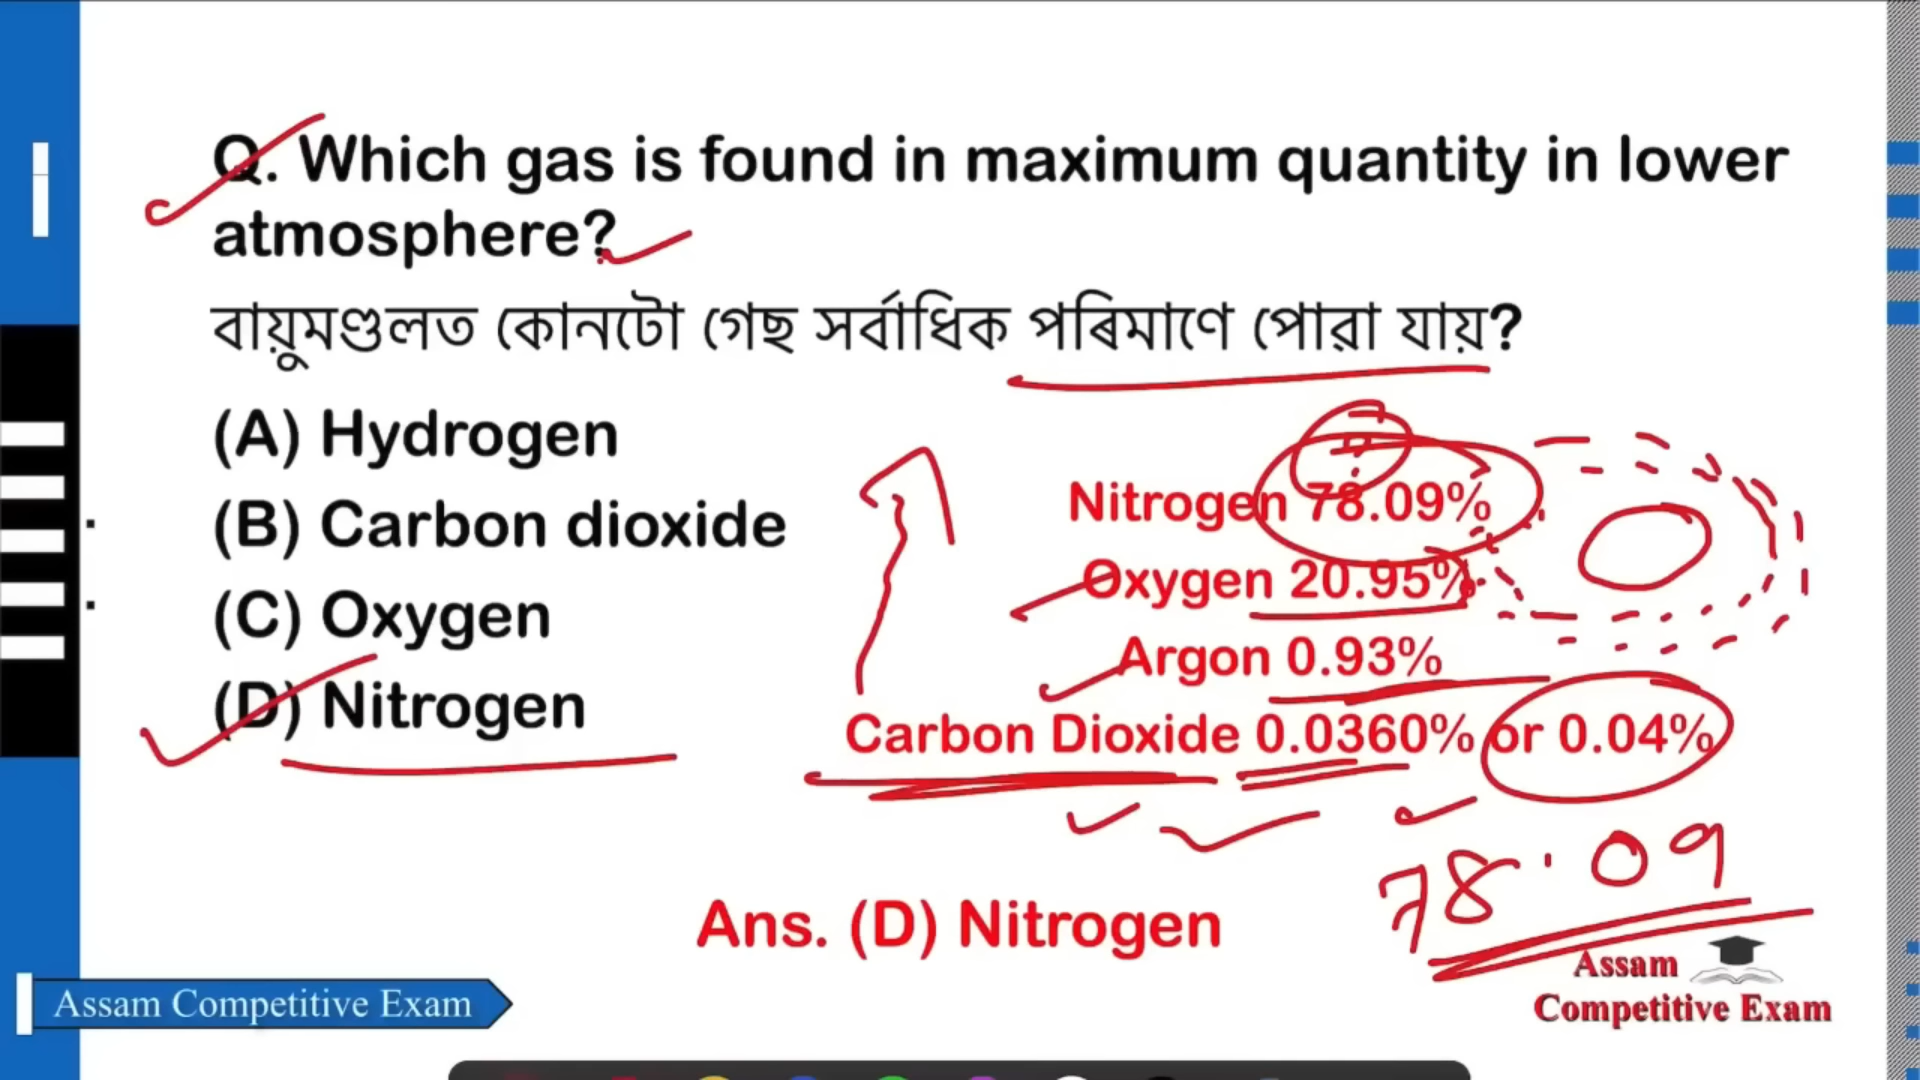 Q. Which gas is found in maximum quantity in lower
atmosphere?
বায়ুমণ্ডলত কোনটো গেছ সৰ্বাধিক পৰিমাণে পোৱা যায়?
(A) Hydrogen
(B) Carbon dioxide
(C) Oxygen
(D) Nitrogen
Nitrogen 78.09%
Oxygen 20.95%
Argon 0.93%
Carbon Dioxide 0.0360% or 0.04%
78.09
Ans. (D) Nitrogen
Assam Competitive Exam
Assam
Competitive Exam